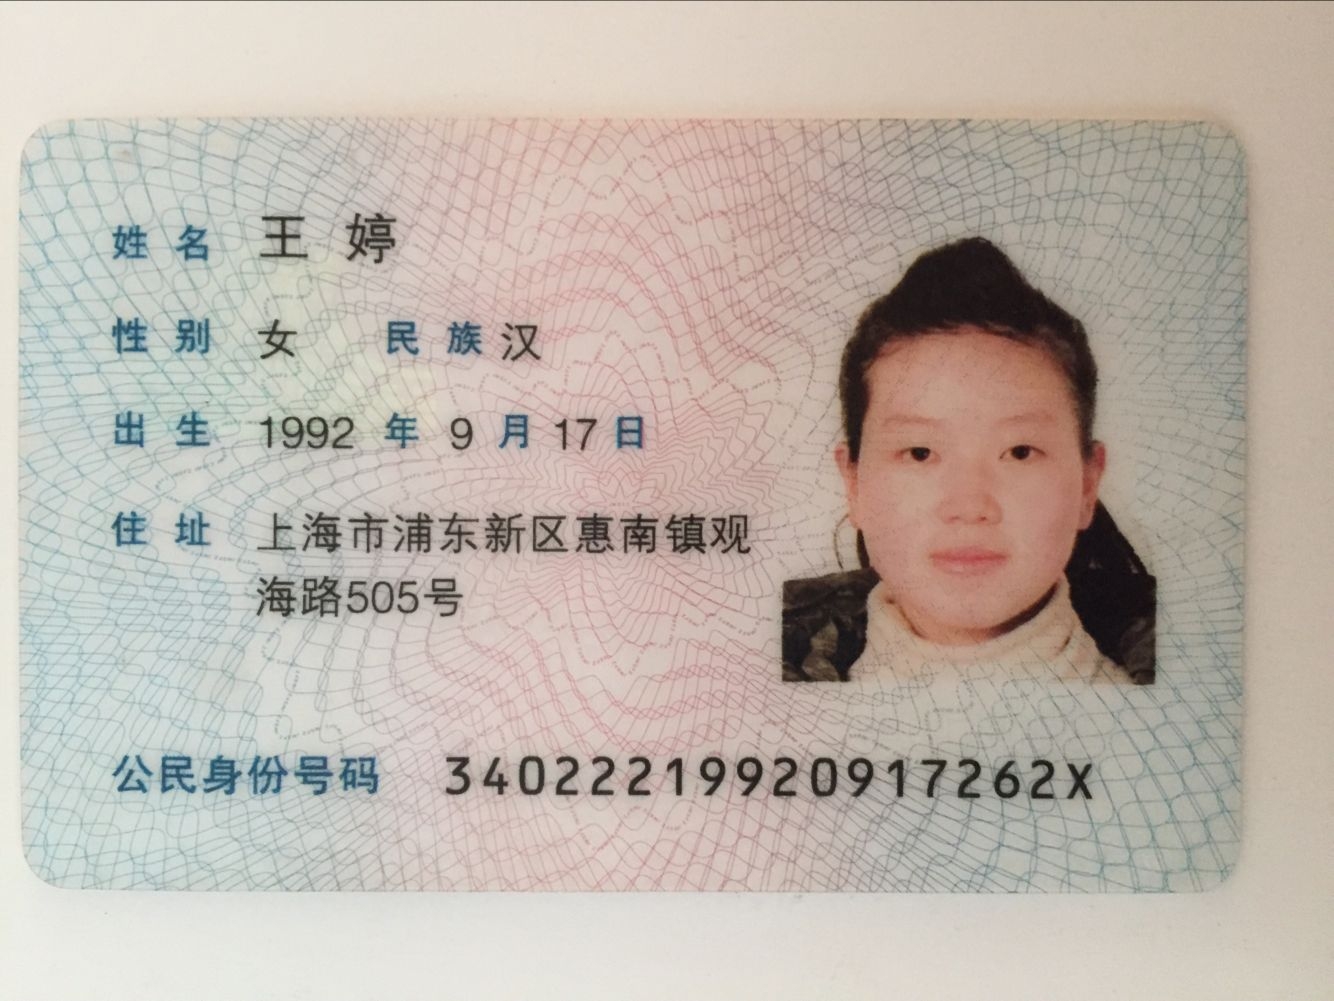 姓名 王婷
性别 女 民族 汉
出生 1992 年 9 月 17 日
住址 上海市浦东新区惠南镇观
海路505号
公民身份号码 34022219920917262X